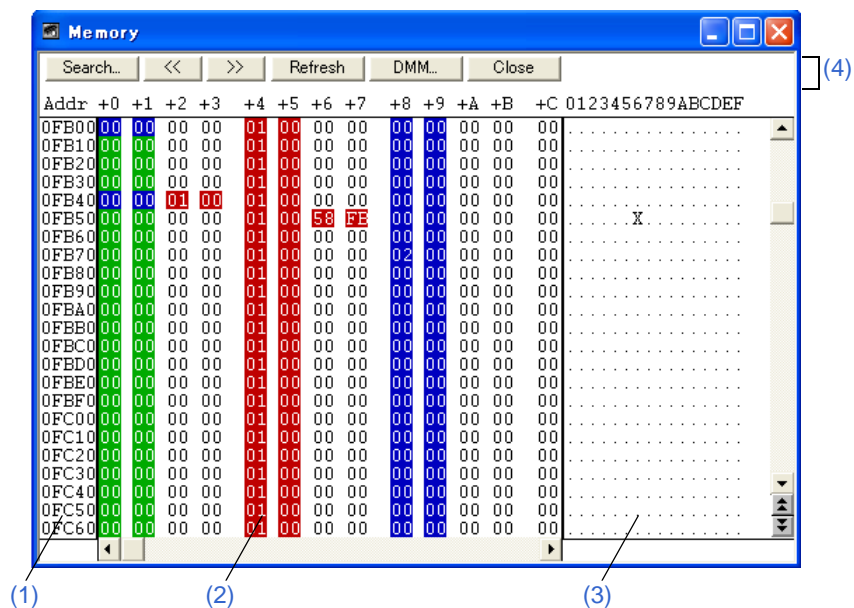 Memory
Search... << >> Refresh DMM... Close
(4)
Addr +0 +1 +2 +3 +4 +5 +6 +7 +8 +9 +A +B +C 0123456789ABCDEF
0FB00 00 00 00 00 01 00 00 00 00 00 00 00 00 ................
0FB10 00 00 00 00 01 00 00 00 00 00 00 00 00 ................
0FB20 00 00 00 00 01 00 00 00 00 00 00 00 00 ................
0FB30 00 00 00 00 01 00 00 00 00 00 00 00 00 ................
0FB40 00 00 01 00 01 00 00 00 00 00 00 00 00 ................
0FB50 00 00 00 00 01 00 58 FB 00 00 00 00 00 ......X.........
0FB60 00 00 00 00 01 00 00 00 00 00 00 00 00 ................
0FB70 00 00 00 00 01 00 00 00 02 00 00 00 00 ................
0FB80 00 00 00 00 01 00 00 00 00 00 00 00 00 ................
0FB90 00 00 00 00 01 00 00 00 00 00 00 00 00 ................
0FBA0 00 00 00 00 01 00 00 00 00 00 00 00 00 ................
0FBB0 00 00 00 00 01 00 00 00 00 00 00 00 00 ................
0FBC0 00 00 00 00 01 00 00 00 00 00 00 00 00 ................
0FBD0 00 00 00 00 01 00 00 00 00 00 00 00 00 ................
0FBE0 00 00 00 00 01 00 00 00 00 00 00 00 00 ................
0FBF0 00 00 00 00 01 00 00 00 00 00 00 00 00 ................
0FC00 00 00 00 00 01 00 00 00 00 00 00 00 00 ................
0FC10 00 00 00 00 01 00 00 00 00 00 00 00 00 ................
0FC20 00 00 00 00 01 00 00 00 00 00 00 00 00 ................
0FC30 00 00 00 00 01 00 00 00 00 00 00 00 00 ................
0FC40 00 00 00 00 01 00 00 00 00 00 00 00 00 ................
0FC50 00 00 00 00 01 00 00 00 00 00 00 00 00 ................
0FC60 00 00 00 00 01 00 00 00 00 00 00 00 00 ................
(1) (2) (3)